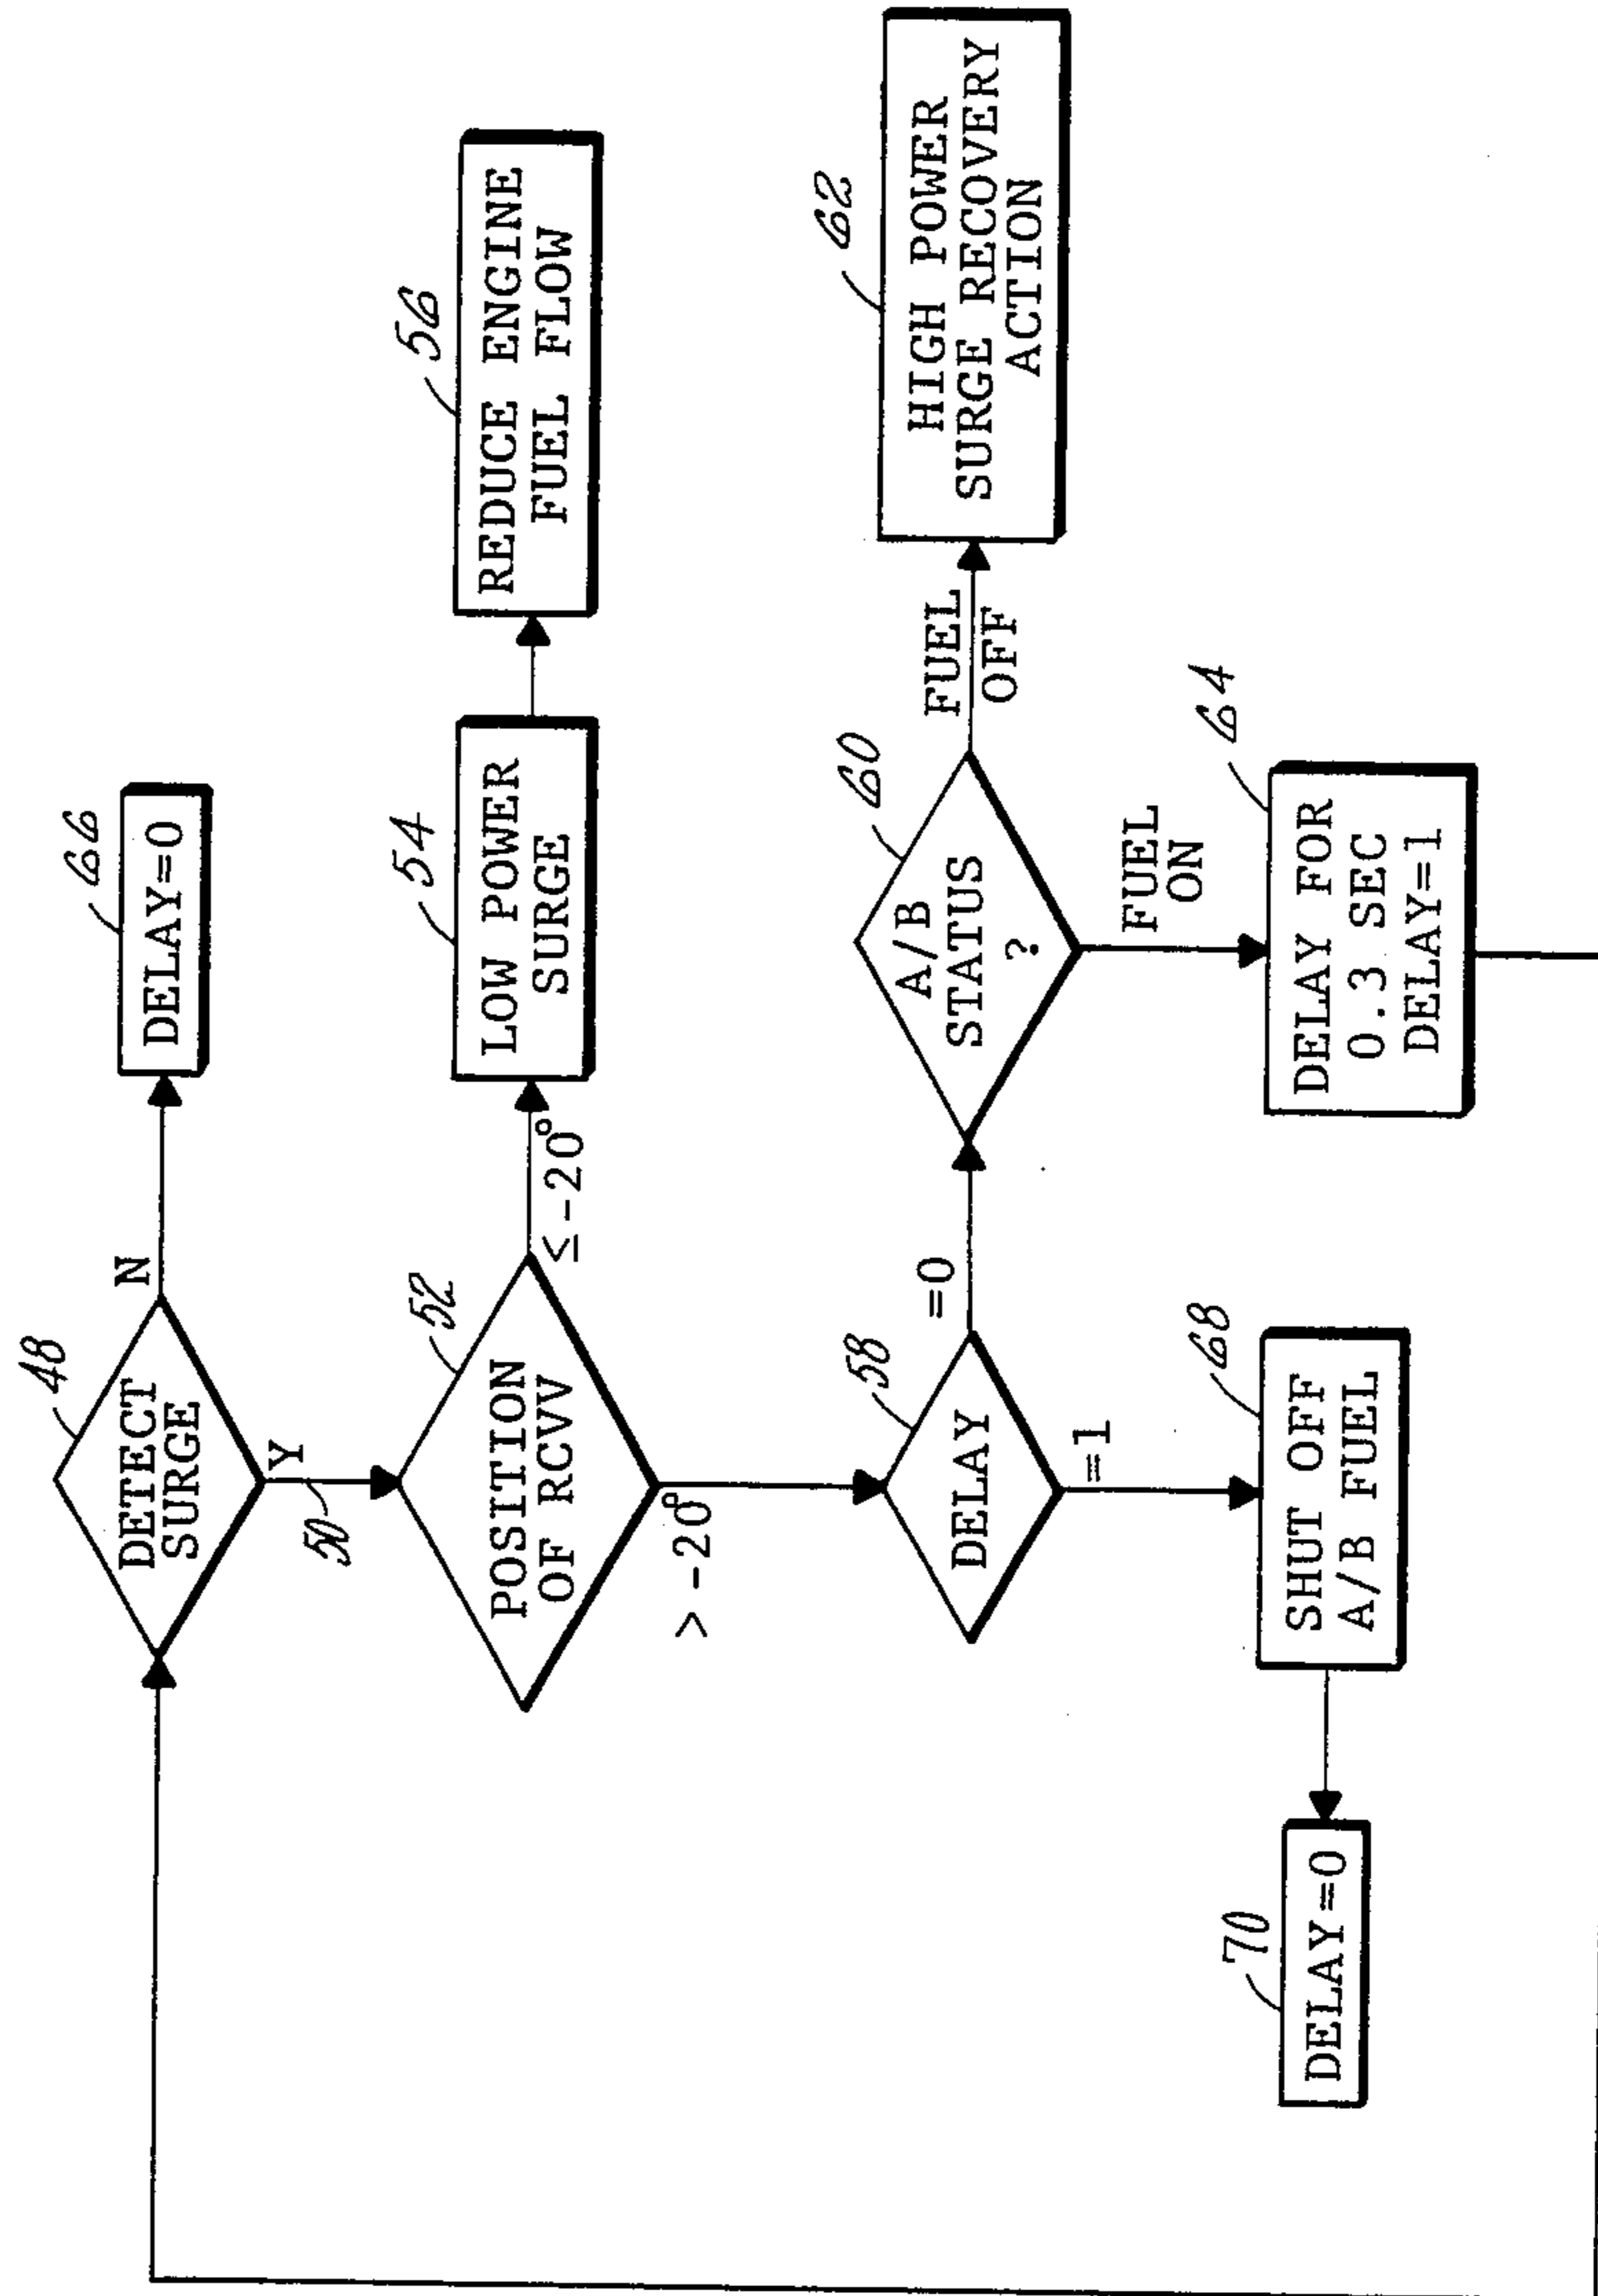 48
DETECT
SURGE
N
66
DELAY=0
Y
50
52
POSITION
OF RCVV
≤-20°
54
LOW POWER
SURGE
56
REDUCE ENGINE
FUEL FLOW
>-20°
58
DELAY
=0
60
A/B
STATUS
?
FUEL
OFF
62
HIGH POWER
SURGE RECOVERY
ACTION
=1
FUEL
ON
64
DELAY FOR
0.3 SEC
DELAY=1
68
SHUT OFF
A/B FUEL
70
DELAY=0